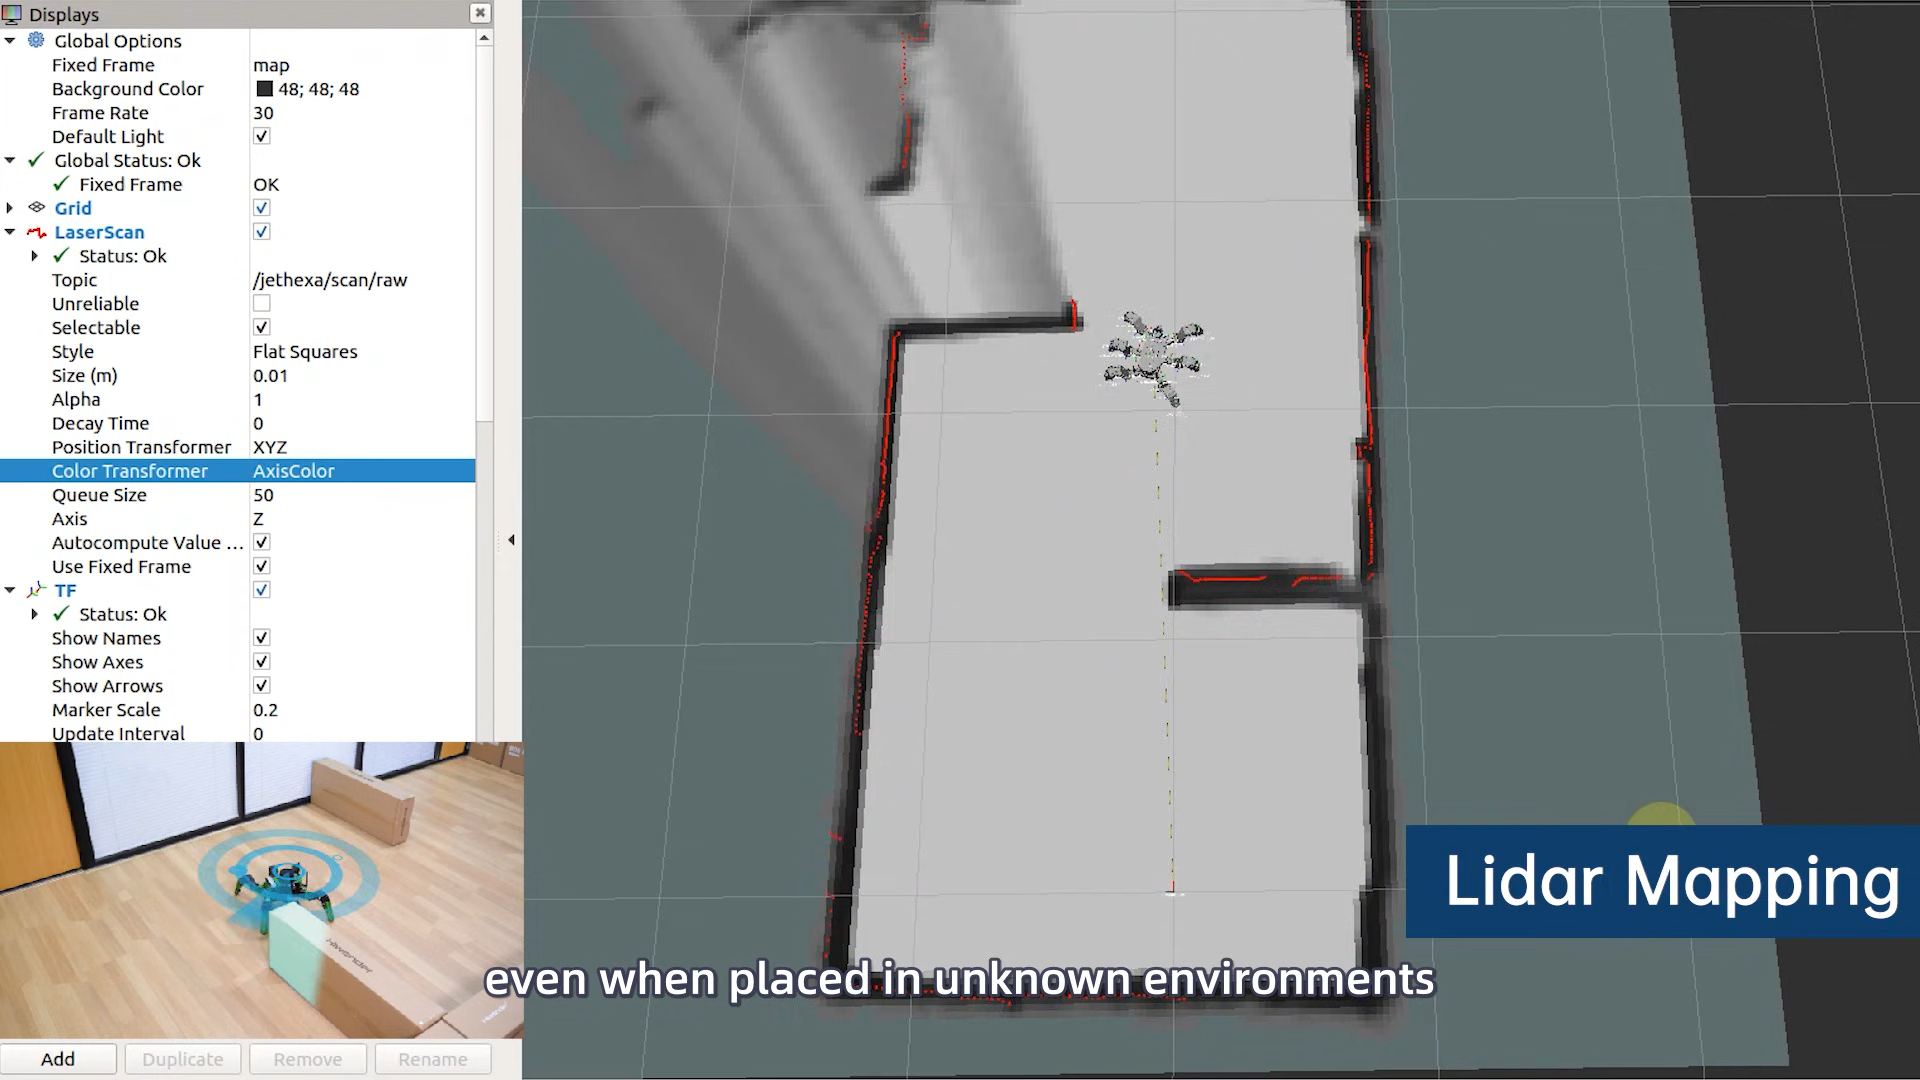 Displays
Global Options
Fixed Frame map
Background Color 48; 48; 48
Frame Rate 30
Default Light
Global Status: Ok
Fixed Frame OK
Grid
LaserScan
Status: Ok
Topic /jethexa/scan/raw
Unreliable
Selectable
Style Flat Squares
Size (m) 0.01
Alpha 1
Decay Time 0
Position Transformer XYZ
Color Transformer AxisColor
Queue Size 50
Axis Z
Autocompute Value ...
Use Fixed Frame
TF
Status: Ok
Show Names
Show Axes
Show Arrows
Marker Scale 0.2
Update Interval 0
Hiwonder
Lidar Mapping
even when placed in unknown environments
Add Duplicate Remove Rename